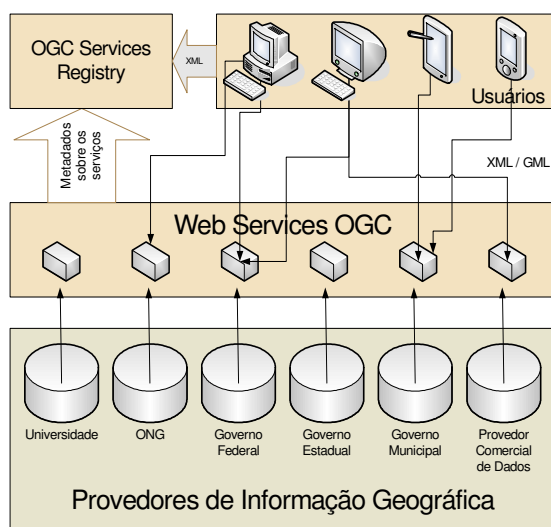 OGC Services
Registry
XML
Usuários
Metadados
sobre os
serviços
XML / GML
Web Services OGC
Universidade
ONG
Governo
Federal
Governo
Estadual
Governo
Municipal
Provedor
Comercial
de Dados
Provedores de Informação Geográfica